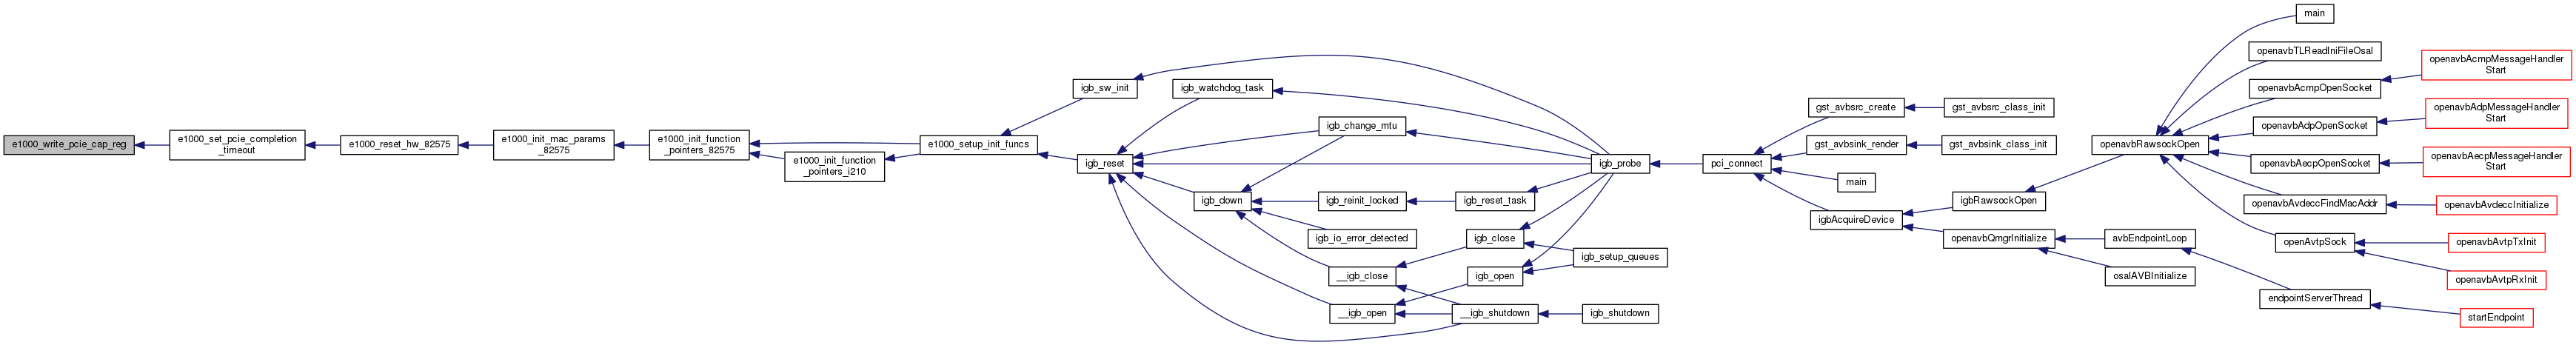 e1000_write_pcie_cap_reg
e1000_set_pcie_completion
_timeout
e1000_reset_hw_82575
e1000_init_mac_params
_82575
e1000_init_function
_pointers_82575
e1000_init_function
_pointers_i210
e1000_setup_init_funcs
igb_sw_init
igb_reset
igb_watchdog_task
igb_change_mtu
igb_down
igb_reinit_locked
igb_reset_task
igb_io_error_detected
__igb_close
igb_close
__igb_open
igb_open
igb_setup_queues
__igb_shutdown
igb_shutdown
igb_probe
pci_connect
gst_avbsrc_create
gst_avbsrc_class_init
gst_avbsink_render
gst_avbsink_class_init
main
igbAcquireDevice
igbRawsockOpen
openavbQmgrInitialize
avbEndpointLoop
osalAVBInitialize
openavbRawsockOpen
main
openavbTLReadIniFileOsal
openavbAcmpOpenSocket
openavbAcmpMessageHandler
Start
openavbAdpOpenSocket
openavbAdpMessageHandler
Start
openavbAecpOpenSocket
openavbAecpMessageHandler
Start
openavbAvdeccFindMacAddr
openavbAvdeccInitialize
openAvtpSock
openavbAvtpTxInit
openavbAvtpRxInit
endpointServerThread
startEndpoint